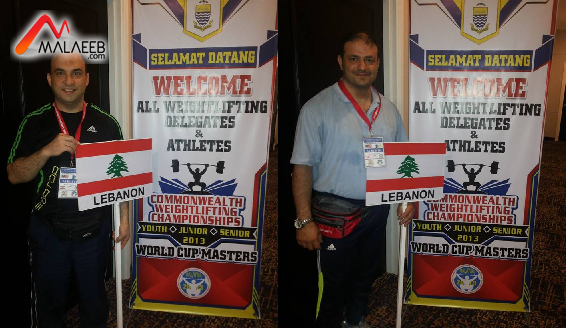 MALAEEB
.com
SELAMAT DATANG
WELCOME
ALL WEIGHTLIFTING
DELEGATES
&
ATHLETES
LEBANON
COMMONWEALTH
WEIGHTLIFTING
CHAMPIONSHIPS
YOUTH JUNIOR SENIOR
2013
WORLD CUP MASTERS
adidas
SELAMAT DATANG
WELCOME
ALL WEIGHTLIFTING
DELEGATES
&
ATHLETES
LEBANON
COMMONWEALTH
WEIGHTLIFTING
CHAMPIONSHIPS
YOUTH JUNIOR SENIOR
2013
WORLD CUP MASTERS